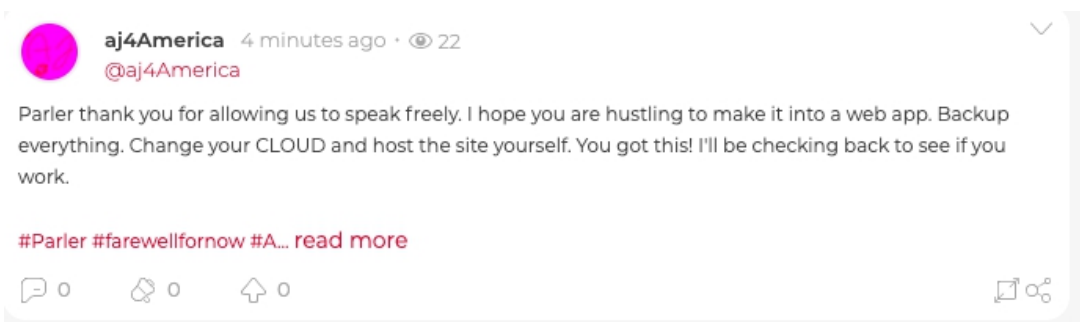 aj4America 4 minutes ago · 22
@aj4America
Parler thank you for allowing us to speak freely. I hope you are hustling to make it into a web app. Backup
everything. Change your CLOUD and host the site yourself. You got this! I'll be checking back to see if you
work.
#Parler #farewellfornow #A... read more
0 0 0